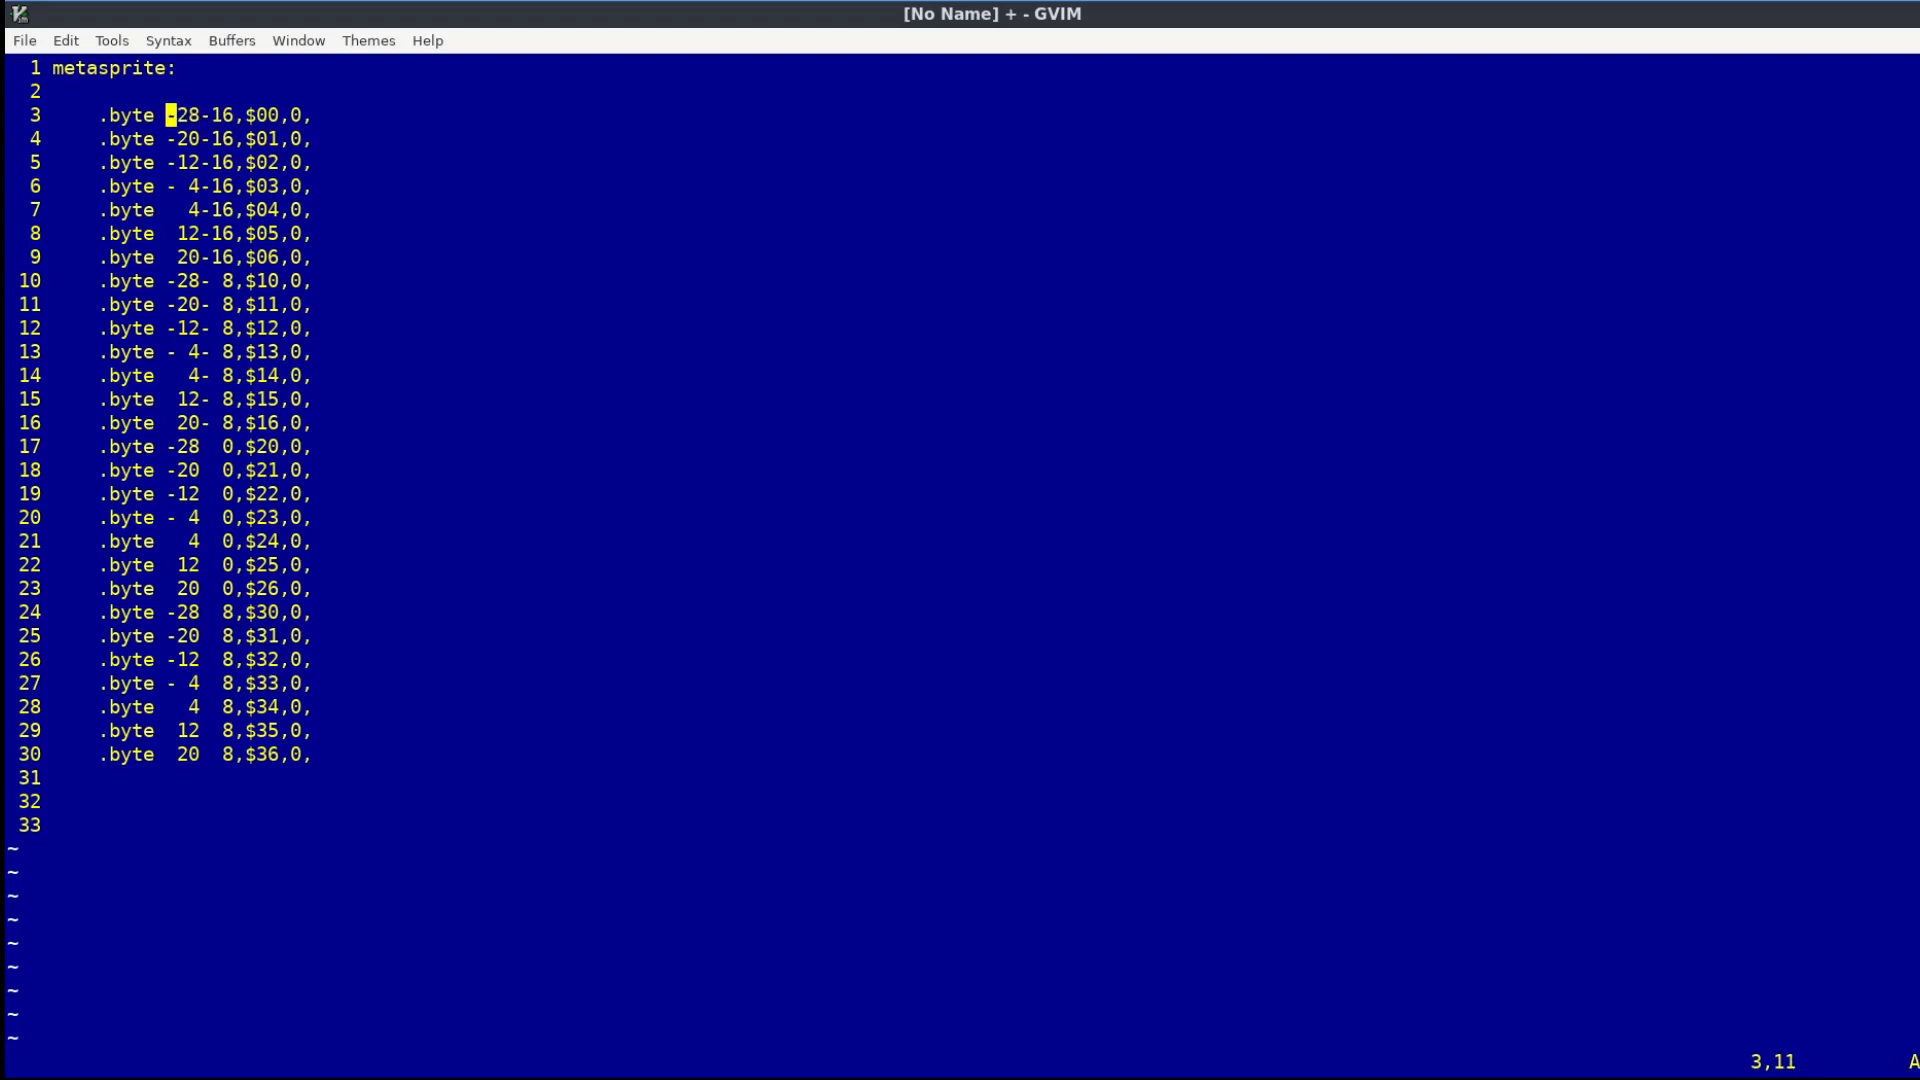 [No Name] + - GVIM
File Edit Tools Syntax Buffers Window Themes Help
1 metasprite:
2
3     .byte -28-16,$00,0,
4     .byte -20-16,$01,0,
5     .byte -12-16,$02,0,
6     .byte - 4-16,$03,0,
7     .byte   4-16,$04,0,
8     .byte  12-16,$05,0,
9     .byte  20-16,$06,0,
10     .byte -28- 8,$10,0,
11     .byte -20- 8,$11,0,
12     .byte -12- 8,$12,0,
13     .byte - 4- 8,$13,0,
14     .byte   4- 8,$14,0,
15     .byte  12- 8,$15,0,
16     .byte  20- 8,$16,0,
17     .byte -28  0,$20,0,
18     .byte -20  0,$21,0,
19     .byte -12  0,$22,0,
20     .byte - 4  0,$23,0,
21     .byte   4  0,$24,0,
22     .byte  12  0,$25,0,
23     .byte  20  0,$26,0,
24     .byte -28  8,$30,0,
25     .byte -20  8,$31,0,
26     .byte -12  8,$32,0,
27     .byte - 4  8,$33,0,
28     .byte   4  8,$34,0,
29     .byte  12  8,$35,0,
30     .byte  20  8,$36,0,
31
32
33
~
~
~
~
~
~
~
~
~
3,11 A